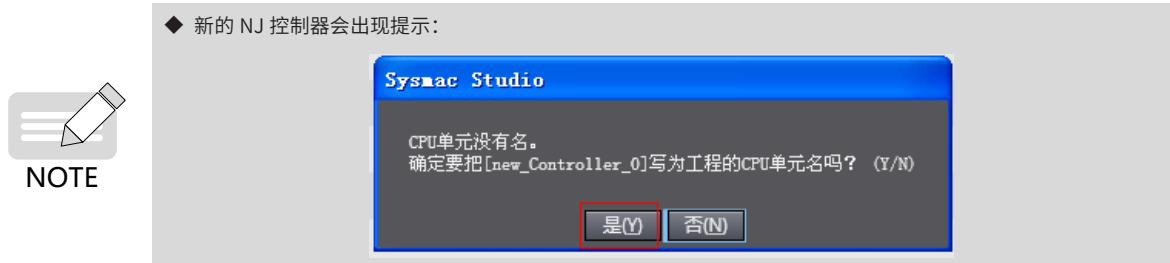 ◆ 新的 NJ 控制器会出现提示：
Sysmac Studio
CPU单元没有名。
确定要把[new_Controller_0]写为工程的CPU单元名吗? (Y/N)
是(Y) 否(N)
NOTE